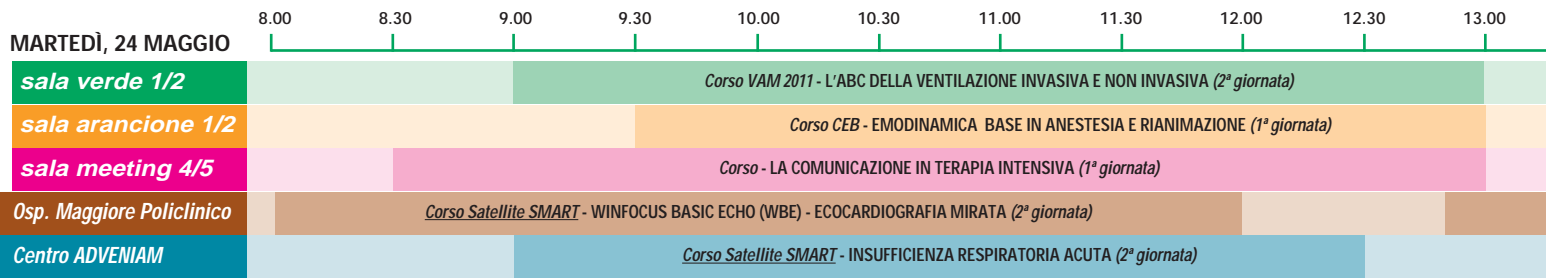 8.00 8.30 9.00 9.30 10.00 10.30 11.00 11.30 12.00 12.30 13.00
MARTEDÌ, 24 MAGGIO
sala verde 1/2 Corso VAM 2011 - L'ABC DELLA VENTILAZIONE INVASIVA E NON INVASIVA (2ª giornata)
sala arancione 1/2 Corso CEB - EMODINAMICA BASE IN ANESTESIA E RIANIMAZIONE (1ª giornata)
sala meeting 4/5 Corso - LA COMUNICAZIONE IN TERAPIA INTENSIVA (1ª giornata)
Osp. Maggiore Policlinico Corso Satellite SMART - WINFOCUS BASIC ECHO (WBE) - ECOCARDIOGRAFIA MIRATA (2ª giornata)
Centro ADVENIAM Corso Satellite SMART - INSUFFICIENZA RESPIRATORIA ACUTA (2ª giornata)